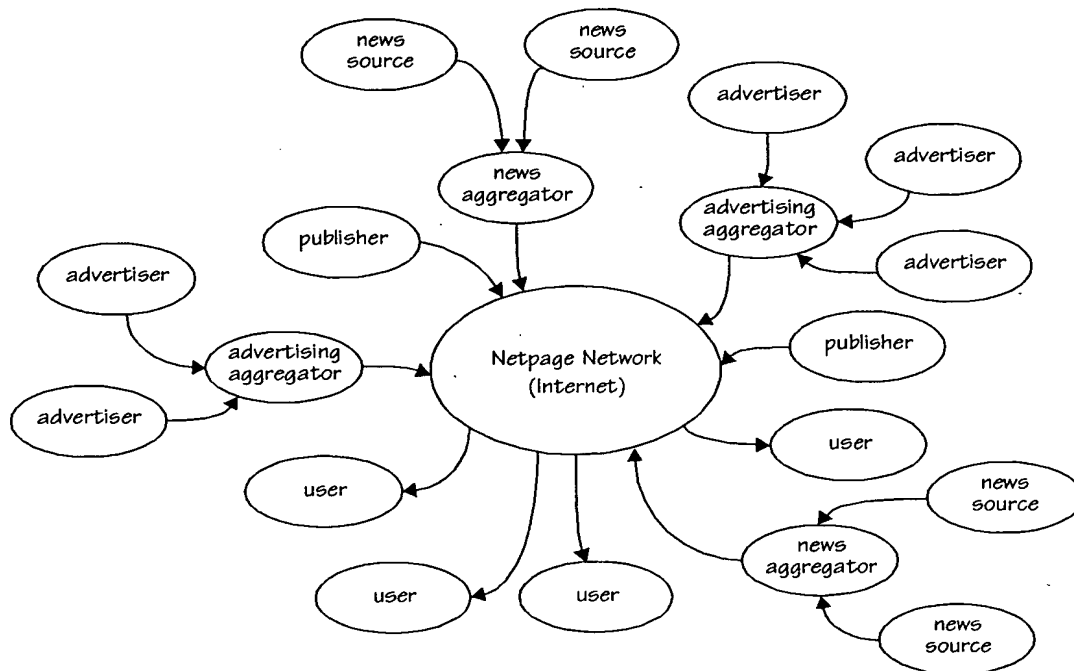 news
source
news
source
advertiser
advertiser
news
aggregator
advertising
aggregator
publisher
advertiser
advertiser
publisher
advertising
aggregator
Netpage Network
(Internet)
advertiser
user
user
news
source
news
aggregator
user
user
news
source